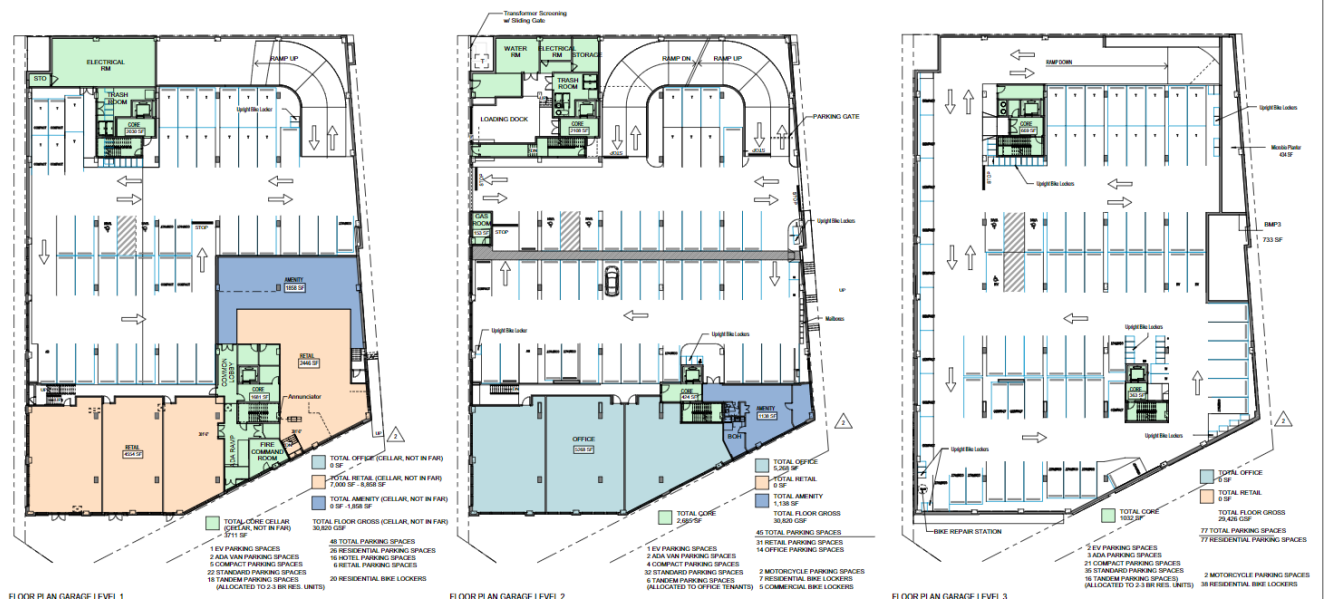 ELECTRICAL
RM
STO
TRASH
ROOM
CORE
RAMP UP
Upright Bike Locker
STOP
AMENITY
1858 SF
RETAIL
2446 SF
COMMON
LOBBY
CORE
1681 SF
Annunciator
RETAIL
4554 SF
ADA RAMP
FIRE
COMMAND
ROOM
UP
2
TOTAL OFFICE (CELLAR, NOT IN FAR)
0 SF
TOTAL RETAIL (CELLAR, NOT IN FAR)
7,000 SF - 8,858 SF
TOTAL AMENITY (CELLAR, NOT IN FAR)
0 SF -1,858 SF
TOTAL CORE CELLAR
(CELLAR, NOT IN FAR)
3711 SF
TOTAL FLOOR GROSS (CELLAR, NOT IN FAR)
30,820 GSF
1 EV PARKING SPACES
2 ADA VAN PARKING SPACES
5 COMPACT PARKING SPACES
22 STANDARD PARKING SPACES
18 TANDEM PARKING SPACES
(ALLOCATED TO 2-3 BR RES. UNITS)
48 TOTAL PARKING SPACES
26 RESIDENTIAL PARKING SPACES
16 HOTEL PARKING SPACES
6 RETAIL PARKING SPACES
20 RESIDENTIAL BIKE LOCKERS
FLOOR PLAN GARAGE LEVEL 1
Transformer Screening
w/ Sliding Gate
T
WATER
RM
ELECTRICAL
RM
STORAGE
TRASH
ROOM
LOADING DOCK
CORE
RAMP DN
RAMP UP
PARKING GATE
STOP
STOP
GAS
ROOM
153 SF
STOP
Upright Bike Lockers
UP
Mailboxes
Upright Bike Locker
Upright Bike Lockers
CORE
424 SF
AMENITY
1138 SF
BOH
OFFICE
5268 SF
2
TOTAL OFFICE
5,268 SF
TOTAL RETAIL
0 SF
TOTAL AMENITY
1,138 SF
TOTAL CORE
2,685 SF
TOTAL FLOOR GROSS
30,820 GSF
1 EV PARKING SPACES
2 ADA VAN PARKING SPACES
4 COMPACT PARKING SPACES
32 STANDARD PARKING SPACES
6 TANDEM PARKING SPACES
(ALLOCATED TO OFFICE TENANTS)
45 TOTAL PARKING SPACES
31 RETAIL PARKING SPACES
14 OFFICE PARKING SPACES
2 MOTORCYCLE PARKING SPACES
7 RESIDENTIAL BIKE LOCKERS
5 COMMERCIAL BIKE LOCKERS
FLOOR PLAN GARAGE LEVEL 2
RAMP DOWN
CORE
Upright Bike Lockers
Upright Bike Lockers
Planter
434 SF
BMP3
733 SF
Upright Bike Lockers
CORE
363 SF
Upright Bike Lockers
Upright Bike Lockers
BIKE REPAIR STATION
2
TOTAL OFFICE
0 SF
TOTAL RETAIL
0 SF
TOTAL CORE
1032 SF
TOTAL FLOOR GROSS
29,426 GSF
77 TOTAL PARKING SPACES
77 RESIDENTIAL PARKING SPACES
2 EV PARKING SPACES
3 ADA PARKING SPACES
21 COMPACT PARKING SPACES
35 STANDARD PARKING SPACES
16 TANDEM PARKING SPACES
(ALLOCATED TO 2-3 BR RES. UNITS)
2 MOTORCYCLE PARKING SPACES
38 RESIDENTIAL BIKE LOCKERS
FLOOR PLAN GARAGE LEVEL 3